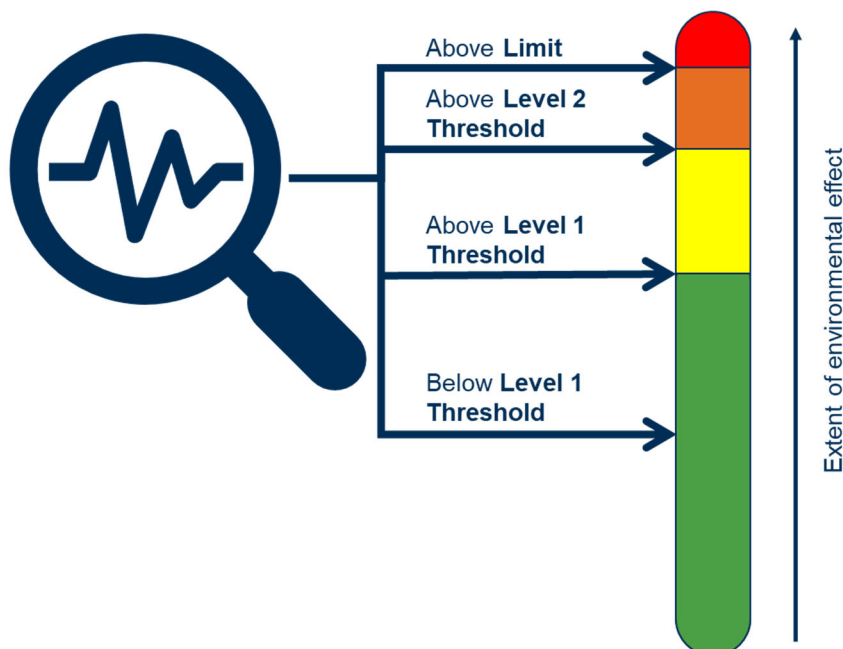 Above Limit
Above Level 2
Threshold
Above Level 1
Threshold
Below Level 1
Threshold
Extent of environmental effect